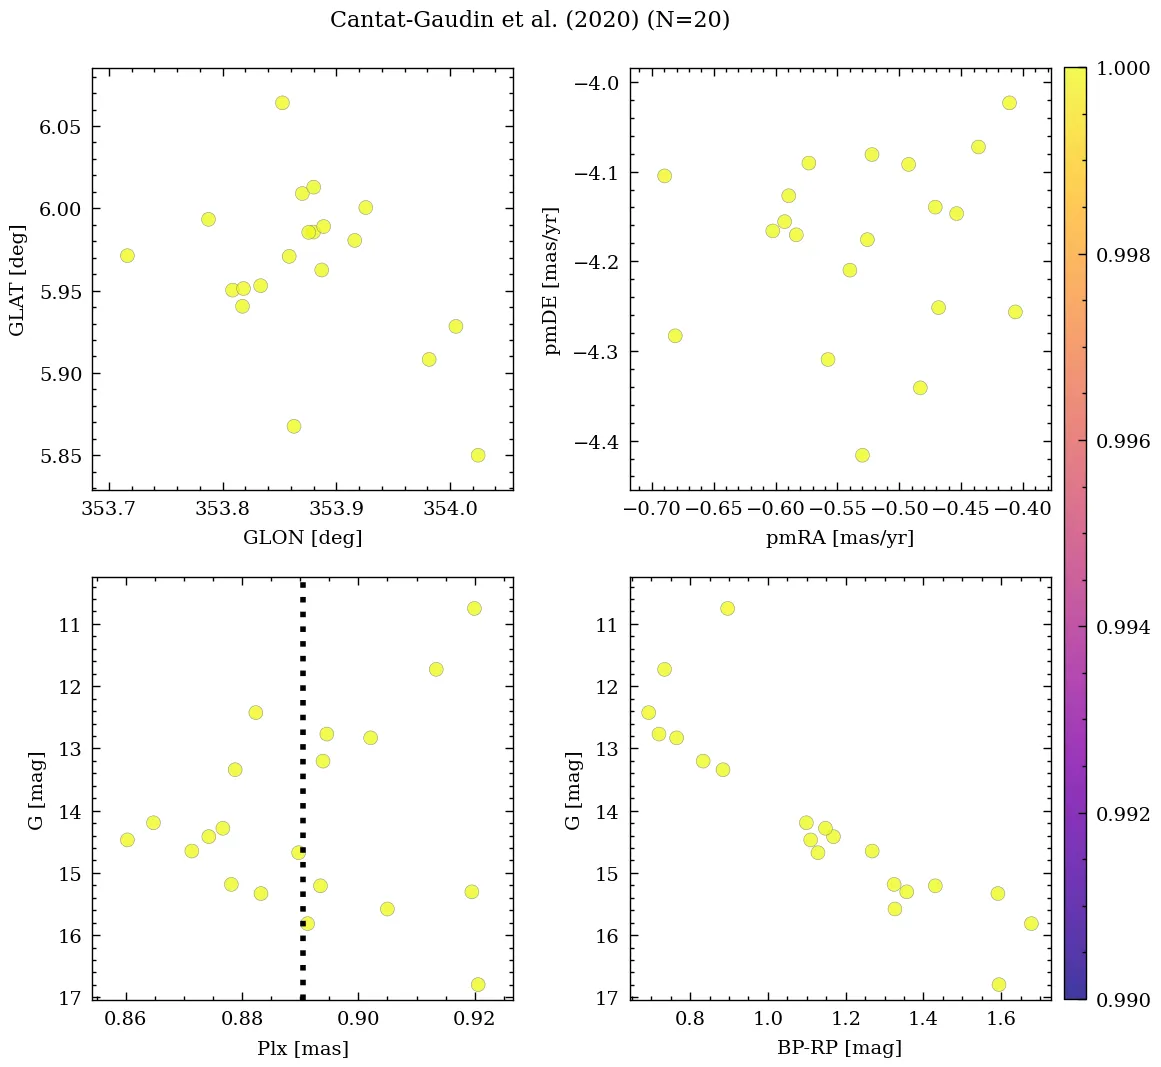 Cantat-Gaudin et al. (2020) (N=20)
6.05
6.00
5.95
5.90
5.85
GLAT [deg]
353.7 353.8 353.9 354.0
GLON [deg]
−4.0
−4.1
−4.2
−4.3
−4.4
pmDE [mas/yr]
−0.70 −0.65 −0.60 −0.55 −0.50 −0.45 −0.40
pmRA [mas/yr]
11
12
13
14
15
16
17
G [mag]
0.86 0.88 0.90 0.92
Plx [mas]
11
12
13
14
15
16
17
G [mag]
0.8 1.0 1.2 1.4 1.6
BP-RP [mag]
1.000
0.998
0.996
0.994
0.992
0.990